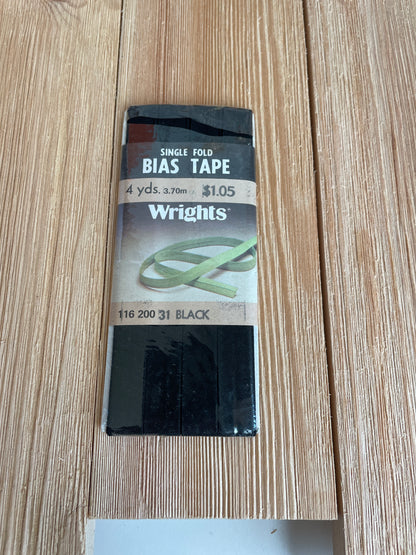 SINGLE FOLD
BIAS TAPE
4 yds. 3.70m $1.05
Wrights®
116 200 31 BLACK